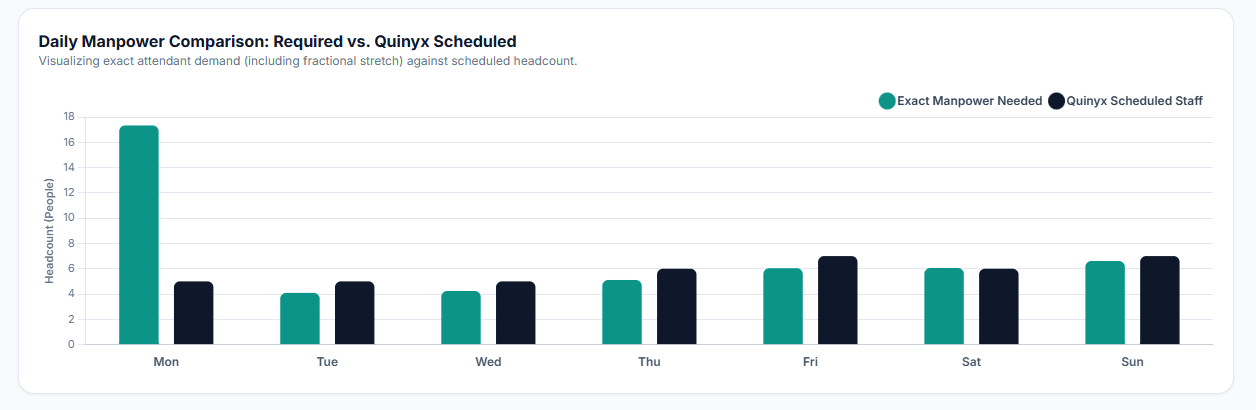 Daily Manpower Comparison: Required vs. Quinyx Scheduled
Visualizing exact attendant demand (including fractional stretch) against scheduled headcount.
Exact Manpower Needed Quinyx Scheduled Staff
Headcount (People)
18
16
14
12
10
8
6
4
2
0
Mon Tue Wed Thu Fri Sat Sun